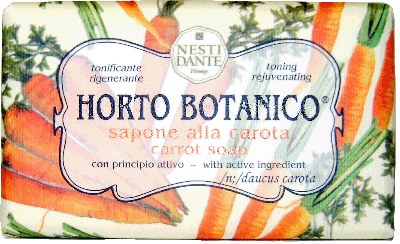 NESTI
DANTE
Firenze
tonificante
rigenerante
toning
rejuvenating
HORTO BOTANICO®
sapone alla carota
carrot soap
con principio attivo – with active ingredient
/n:/daucus carota